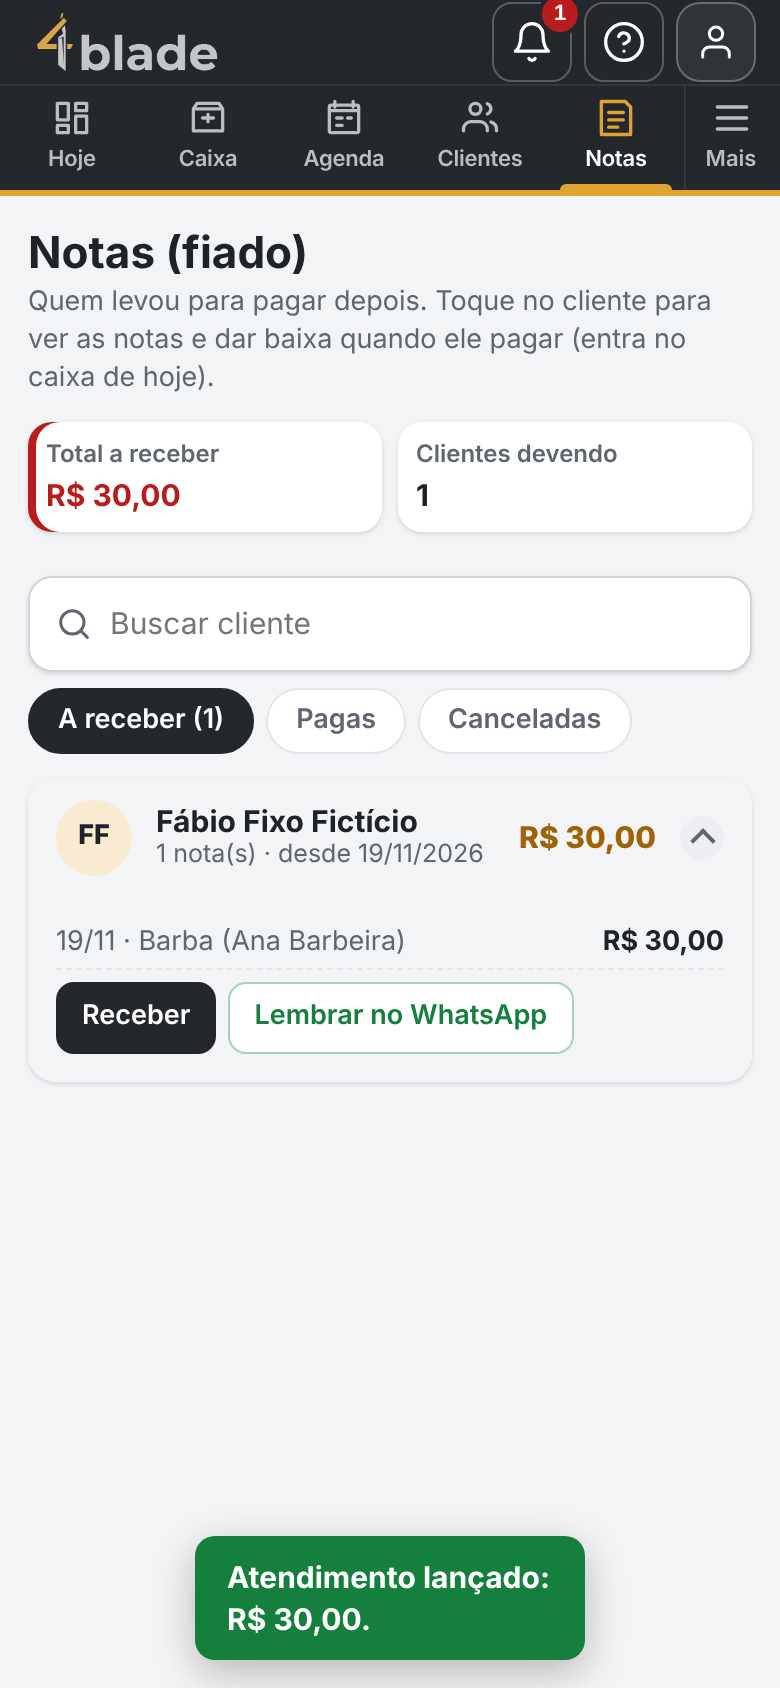 4blade
1
Hoje
Caixa
Agenda
Clientes
Notas
Mais
Notas (fiado)
Quem levou para pagar depois. Toque no cliente para
ver as notas e dar baixa quando ele pagar (entra no
caixa de hoje).
Total a receber
R$ 30,00
Clientes devendo
1
Buscar cliente
A receber (1)
Pagas
Canceladas
FF
Fábio Fixo Fictício
1 nota(s) · desde 19/11/2026
R$ 30,00
19/11 · Barba (Ana Barbeira)
R$ 30,00
Receber
Lembrar no WhatsApp
Atendimento lançado:
R$ 30,00.